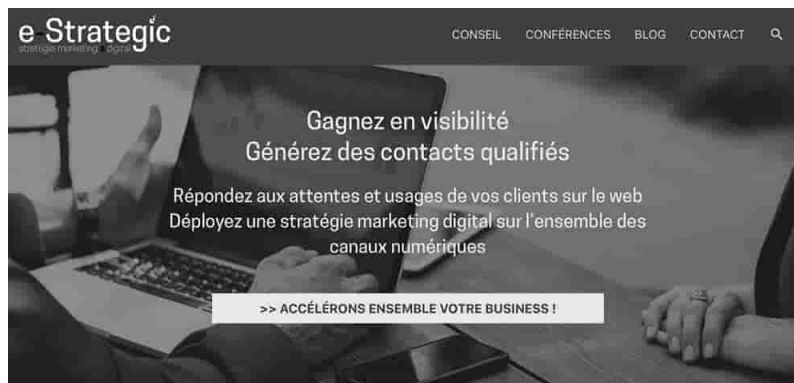 e-Strategic
stratégie marketing & digital
CONSEIL CONFÉRENCES BLOG CONTACT
Gagnez en visibilité
Générez des contacts qualifiés
Répondez aux attentes et usages de vos clients sur le web
Déployez une stratégie marketing digital sur l'ensemble des
canaux numériques
>> ACCÉLÉRONS ENSEMBLE VOTRE BUSINESS !